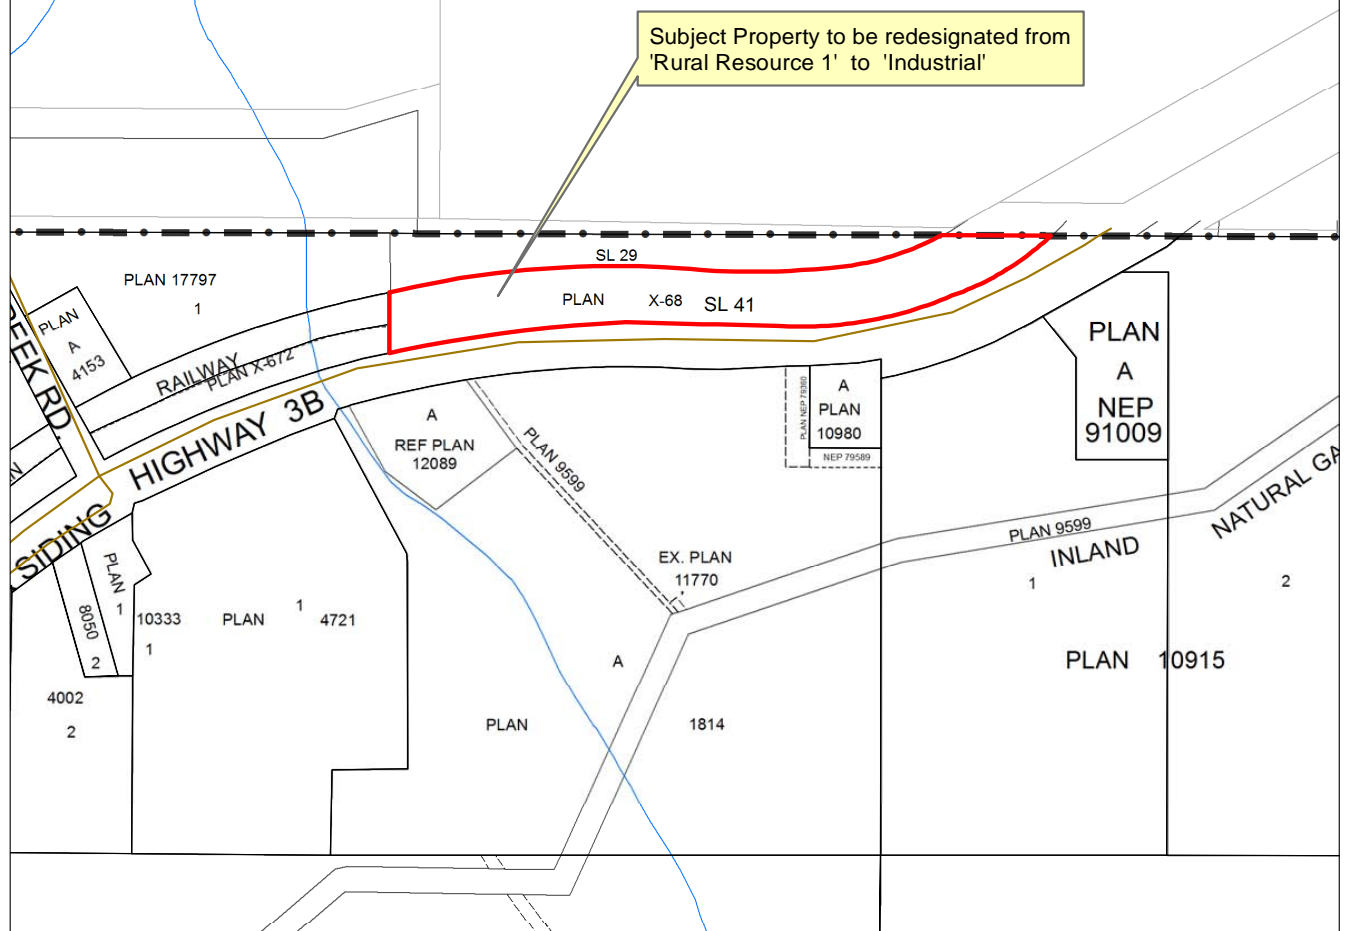 Subject Property to be redesignated from
'Rural Resource 1' to 'Industrial'
SL 29
PLAN 17797
1
PLAN X-68 SL 41
PLAN
A
4153
RAILWAY
PLAN X-672
PLAN
A
NEP
91009
HIGHWAY 3B
A
REF PLAN
12089
PLAN 9599
PLAN NEP 79360
A
PLAN
10980
NEP 79589
EEK RD.
SIDING
PLAN 9599
INLAND
NATURAL GA
EX. PLAN
11770
PLAN
1
8050
2
10333
1
PLAN 1 4721
1
2
A
PLAN 10915
4002
2
PLAN 1814